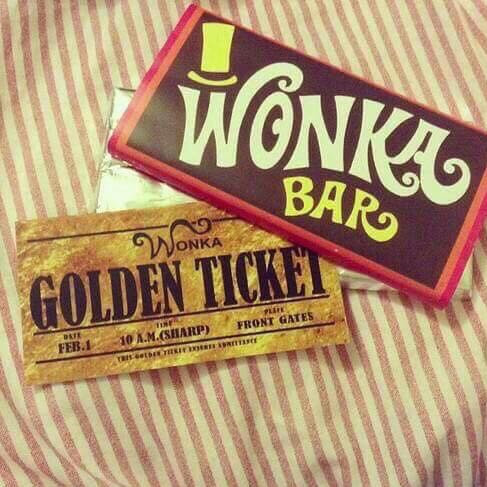 WONKA
BAR
WONKA
GOLDEN TICKET
DATE TIME PLACE
FEB.1 10 A.M.(SHARP) FRONT GATES
THIS GOLDEN TICKET ENSURES ADMITTANCE